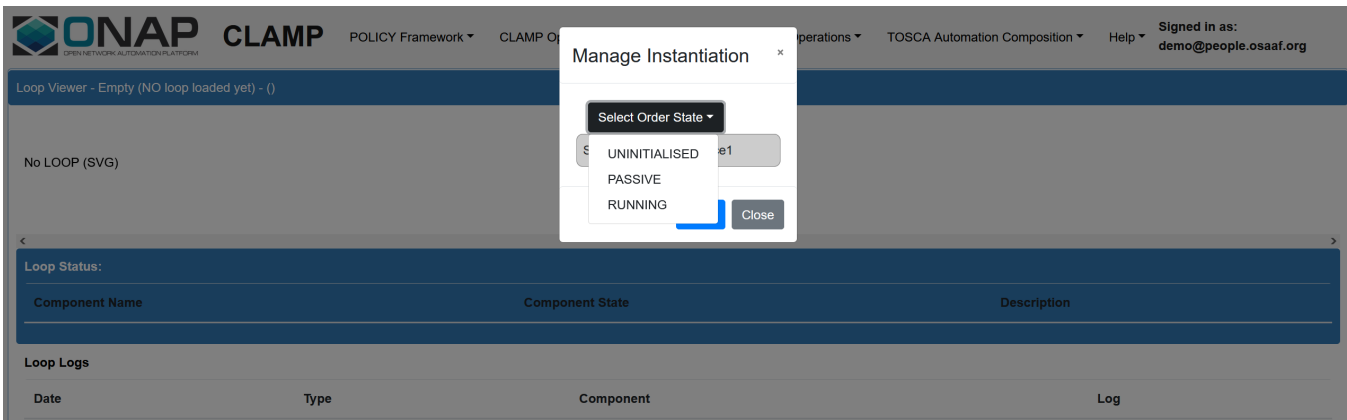 ONAP
OPEN NETWORK AUTOMATION PLATFORM
CLAMP
POLICY Framework
CLAMP Op
perations
TOSCA Automation Composition
Help
Signed in as:
demo@people.osaaf.org
Manage Instantiation
×
Loop Viewer - Empty (NO loop loaded yet) - ()
Select Order State
S
e1
UNINITIALISED
PASSIVE
RUNNING
No LOOP (SVG)
Close
Loop Status:
Component Name Component State Description
Loop Logs
Date Type Component Log